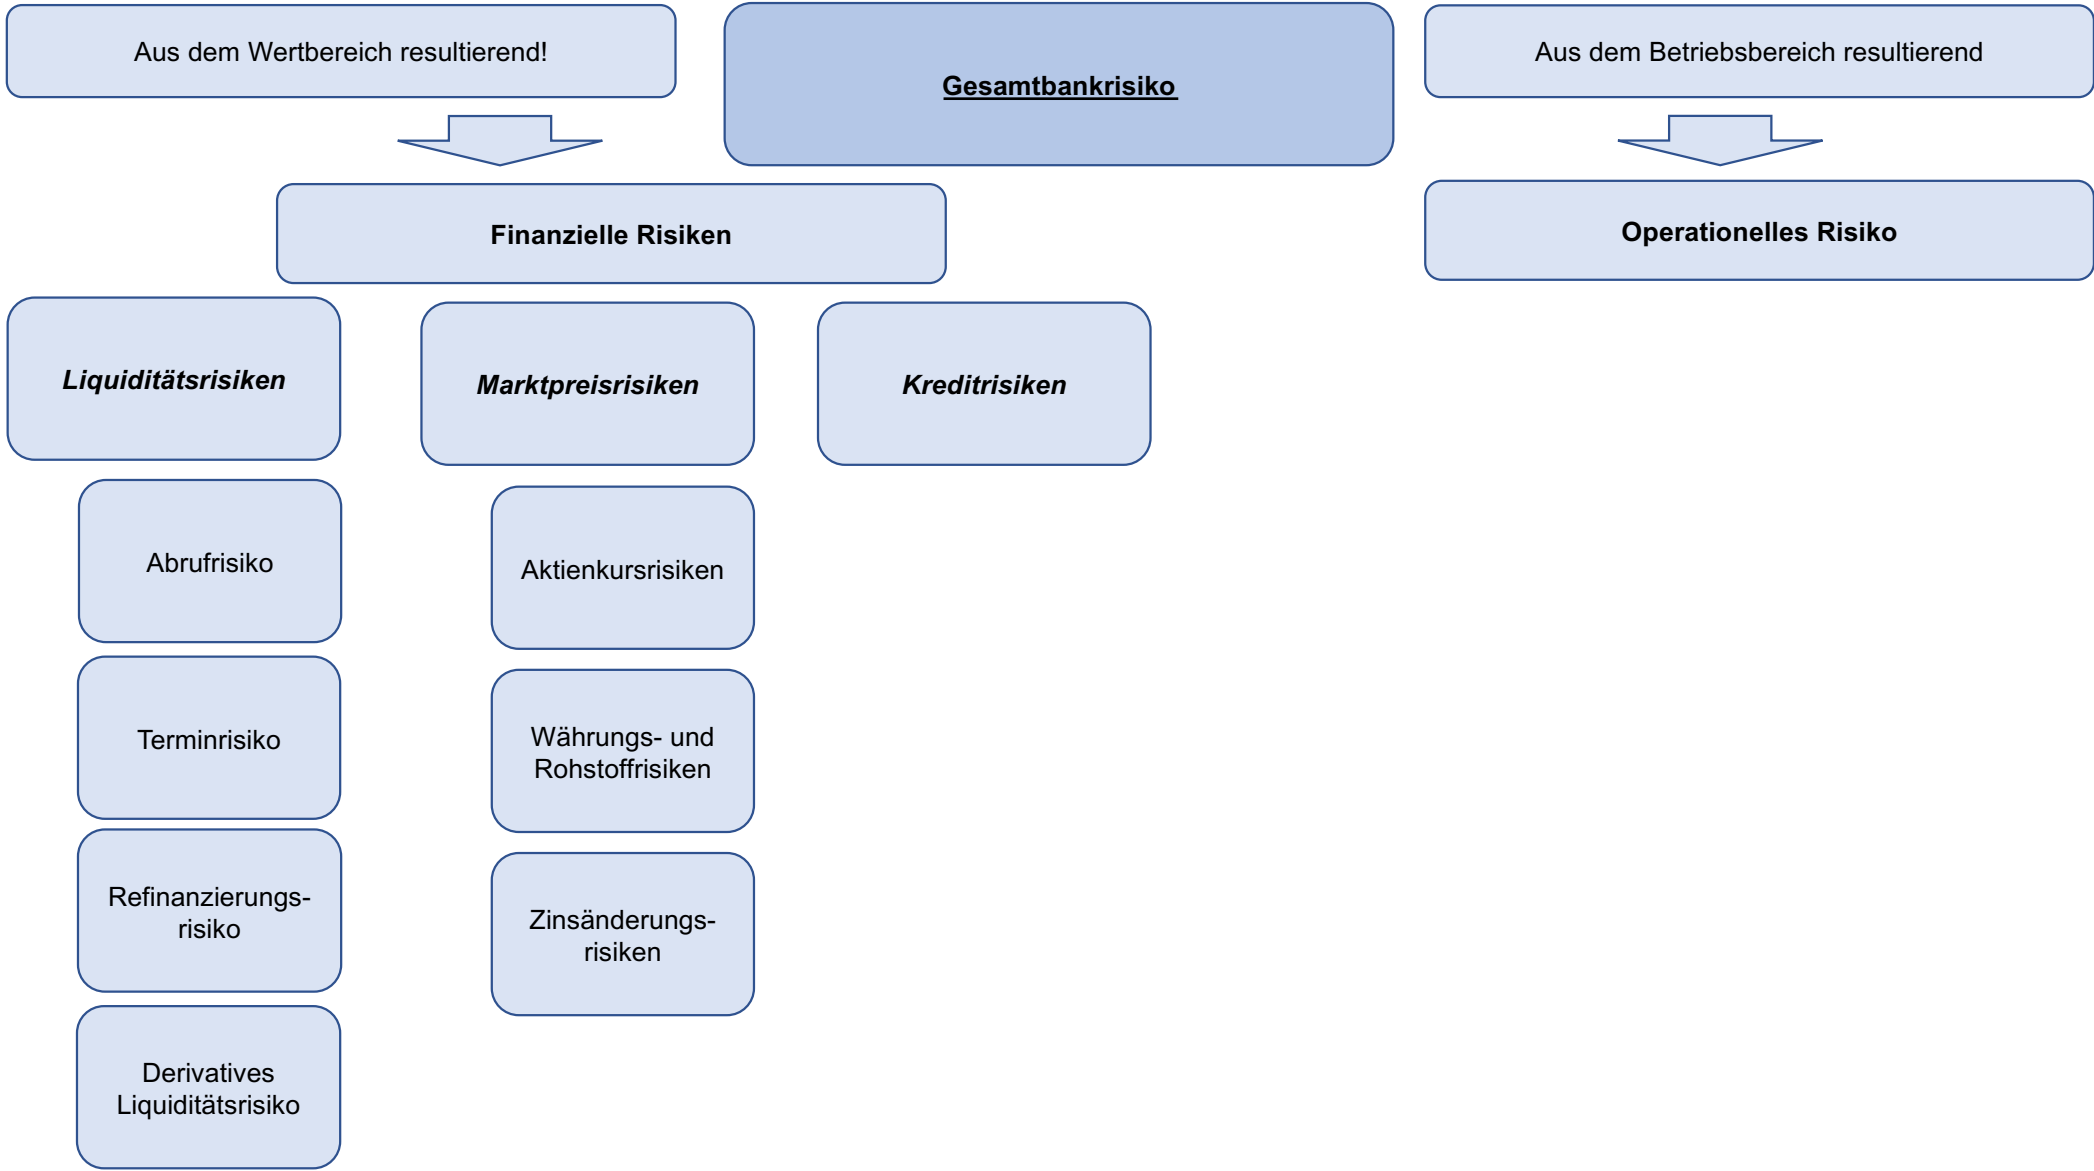 Aus dem Wertbereich resultierend!
Gesamtbankrisiko
Aus dem Betriebsbereich resultierend
Finanzielle Risiken
Operationelles Risiko
Liquiditätsrisiken
Marktpreisrisiken
Kreditrisiken
Abrufrisiko
Terminrisiko
Refinanzierungs-
risiko
Derivatives
Liquiditätsrisiko
Aktienkursrisiken
Währungs- und
Rohstoffrisiken
Zinsänderungs-
risiken